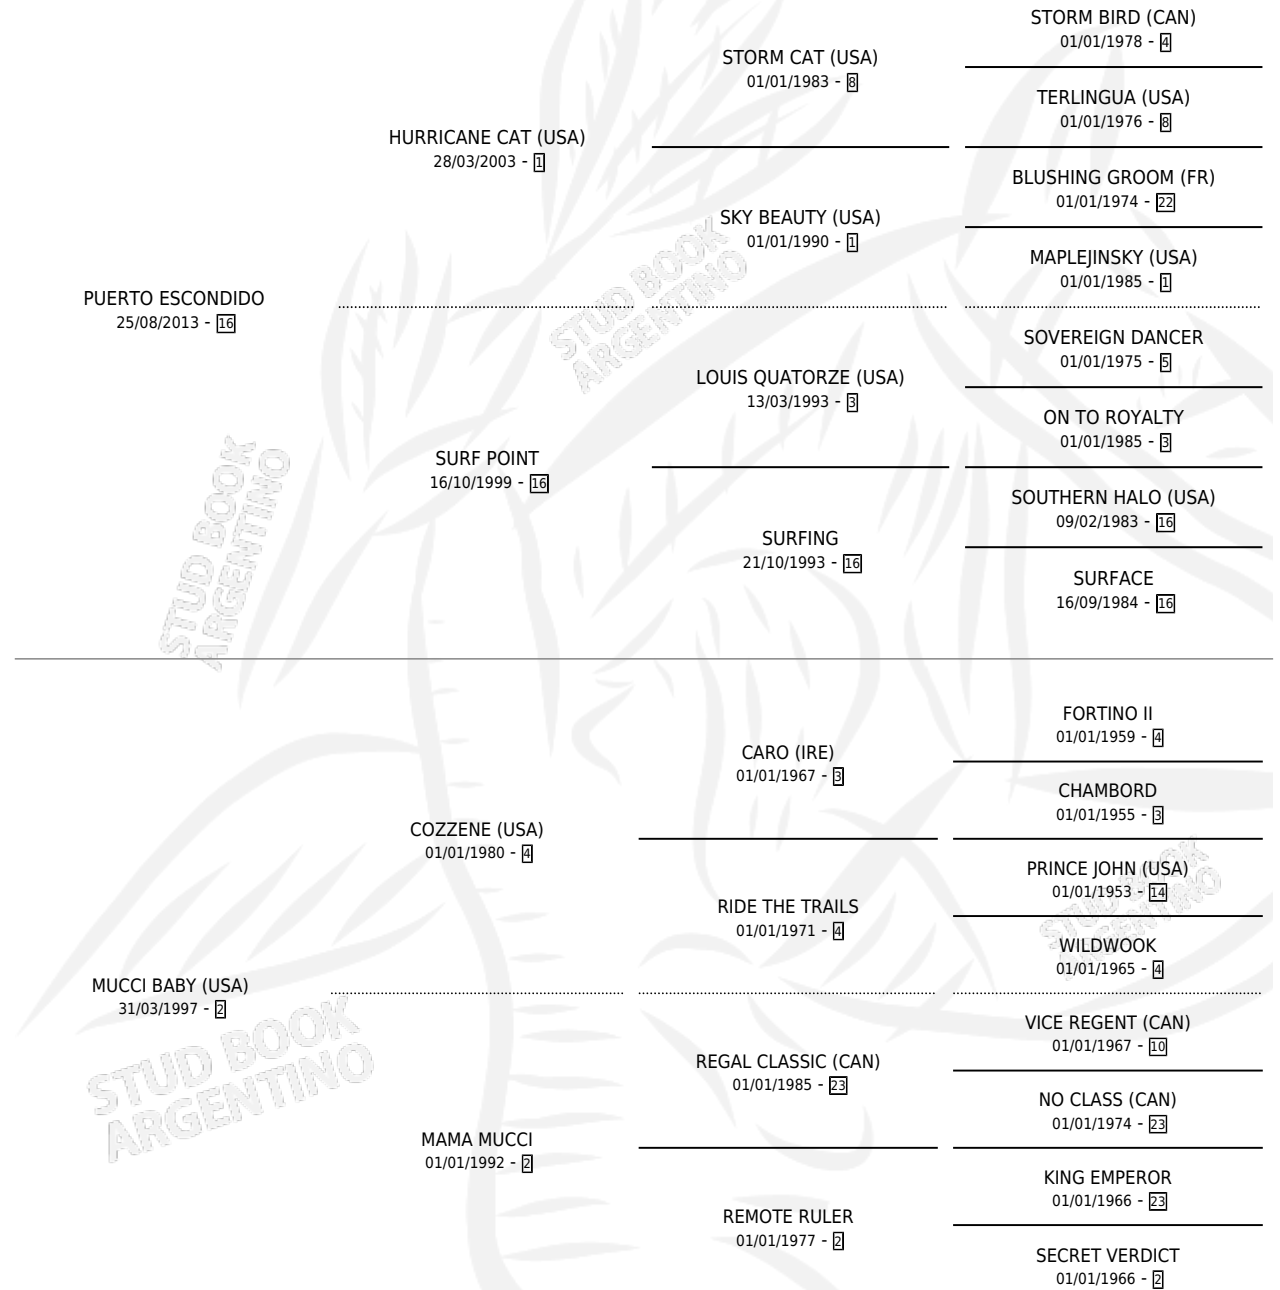 STORM BIRD (CAN)
01/01/1978 - 4
STORM CAT (USA)
01/01/1983 - 8
TERLINGUA (USA)
01/01/1976 - 8
HURRICANE CAT (USA)
28/03/2003 - 1
BLUSHING GROOM (FR)
01/01/1974 - 22
SKY BEAUTY (USA)
01/01/1990 - 1
MAPLEJINSKY (USA)
01/01/1985 - 1
PUERTO ESCONDIDO
25/08/2013 - 16
SOVEREIGN DANCER
01/01/1975 - 5
LOUIS QUATORZE (USA)
13/03/1993 - 3
ON TO ROYALTY
01/01/1985 - 3
SURF POINT
16/10/1999 - 16
SOUTHERN HALO (USA)
09/02/1983 - 16
SURFING
21/10/1993 - 16
SURFACE
16/09/1984 - 16
STUD BOOK
ARGENTINO
STUD BOOK
ARGENTINO
FORTINO II
01/01/1959 - 4
CARO (IRE)
01/01/1967 - 3
CHAMBORD
01/01/1955 - 3
COZZENE (USA)
01/01/1980 - 4
PRINCE JOHN (USA)
01/01/1953 - 14
RIDE THE TRAILS
01/01/1971 - 4
WILDWOOK
01/01/1965 - 4
MUCCI BABY (USA)
31/03/1997 - 2
VICE REGENT (CAN)
01/01/1967 - 10
REGAL CLASSIC (CAN)
01/01/1985 - 23
NO CLASS (CAN)
01/01/1974 - 23
MAMA MUCCI
01/01/1992 - 2
KING EMPEROR
01/01/1966 - 23
REMOTE RULER
01/01/1977 - 2
SECRET VERDICT
01/01/1966 - 2
STUD BOOK
ARGENTINO
STUD BOOK
ARGENTINO